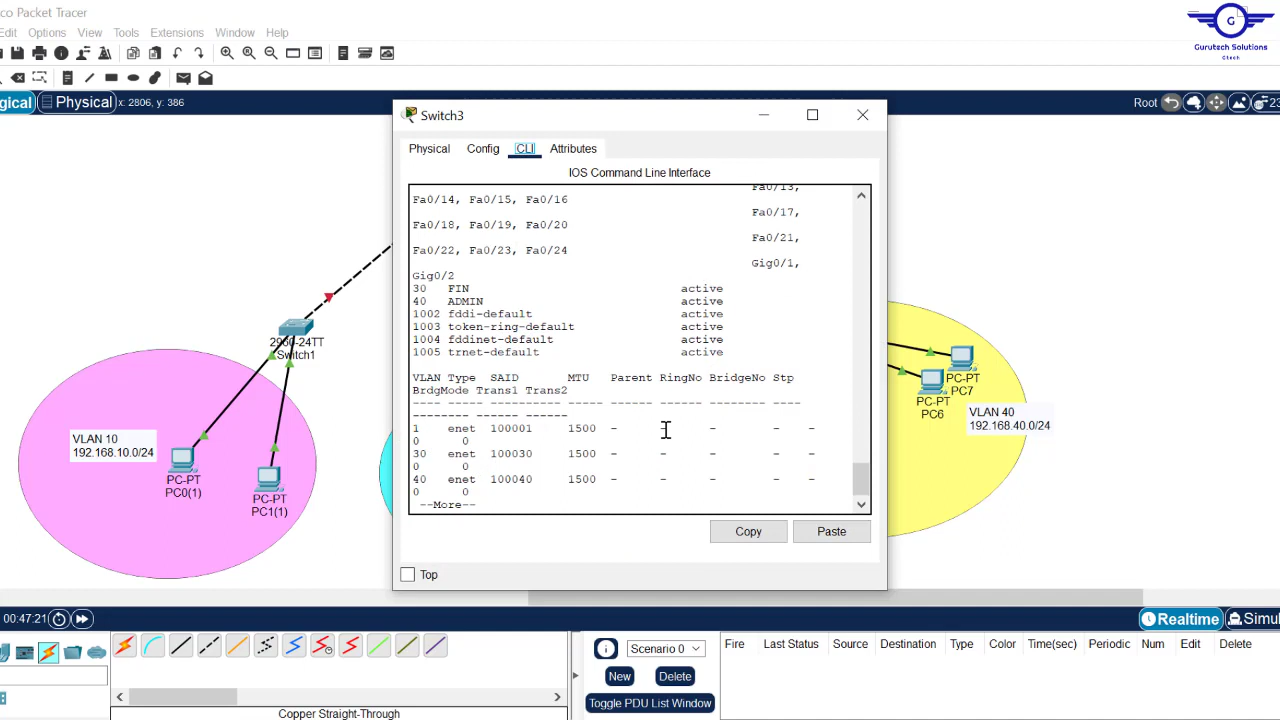 co Packet Tracer
Edit Options View Tools Extensions Window Help
G
Gurutech Solutions
Gtech
gical Physical x: 2806, y: 386
Root
23
Switch3
Physical Config CLI Attributes
IOS Command Line Interface
Fa0/13,
Fa0/14, Fa0/15, Fa0/16
Fa0/17,
Fa0/18, Fa0/19, Fa0/20
Fa0/21,
Fa0/22, Fa0/23, Fa0/24
Gig0/1,
Gig0/2
30 FIN active
40 ADMIN active
1002 fddi-default active
1003 token-ring-default active
1004 fddinet-default active
1005 trnet-default active
VLAN Type SAID MTU Parent RingNo BridgeNo Stp
BrdgMode Trans1 Trans2
---- ----- ---------- ----- ------ ------ -------- ----
-------- ------ ------
1 enet 100001 1500 - - - - -
0 0
30 enet 100030 1500 - - - - -
0 0
40 enet 100040 1500 - - - - -
0 0
--More--
Copy Paste
Top
2960-24TT
Switch1
VLAN 10
192.168.10.0/24
PC-PT
PC0(1)
PC-PT
PC1(1)
PC-PT
PC7
PC-PT
PC6
VLAN 40
192.168.40.0/24
00:47:21
Realtime Simul
Scenario 0
New Delete
Toggle PDU List Window
Fire Last Status Source Destination Type Color Time(sec) Periodic Num Edit Delete
Copper Straight-Through